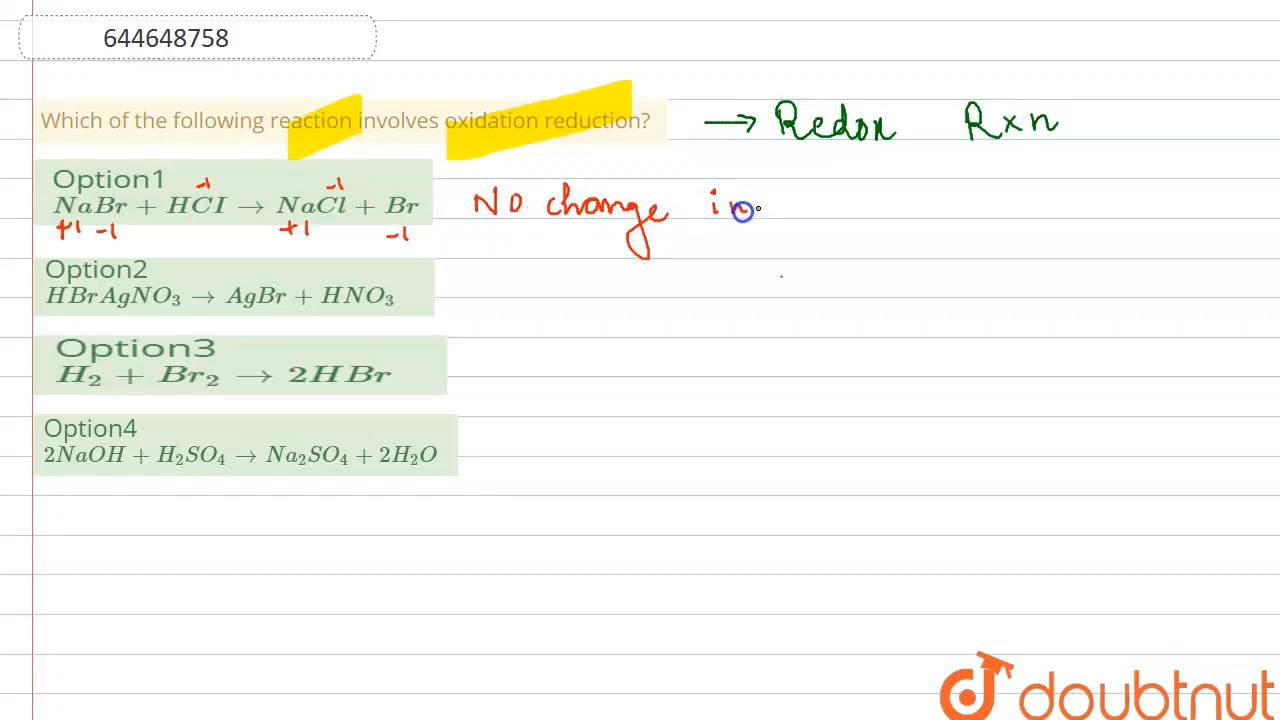 644648758
Which of the following reaction involves oxidation reduction? → Redox Rxn
Option1
-1 -1
NaBr + HCI → NaCl + Br No change in
+1 -1 +1 -1
Option2
HBrAgNO₃ → AgBr + HNO₃
Option3
H₂ + Br₂ → 2HBr
Option4
2NaOH + H₂SO₄ → Na₂SO₄ + 2H₂O
doubtnut